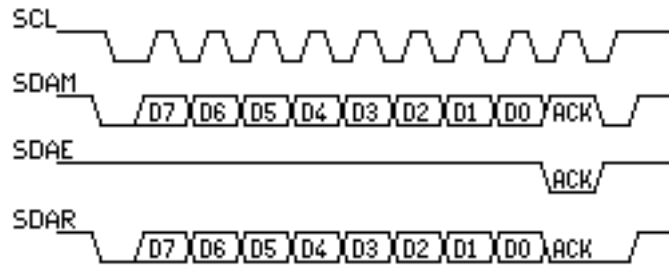 SCL
SDAM
D7 D6 D5 D4 D3 D2 D1 D0 ACK
SDAE
ACK
SDAR
D7 D6 D5 D4 D3 D2 D1 D0 ACK